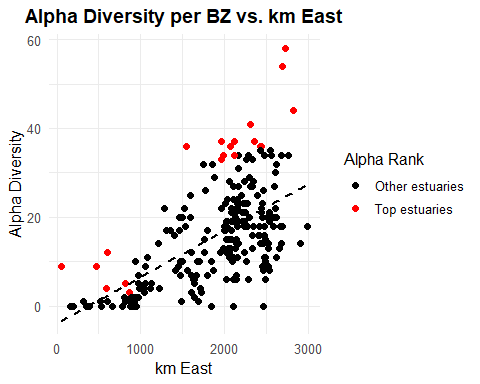 Alpha Diversity per BZ vs. km East
60
40
20
0
Alpha Diversity
0
1000
2000
3000
km East
Alpha Rank
Other estuaries
Top estuaries